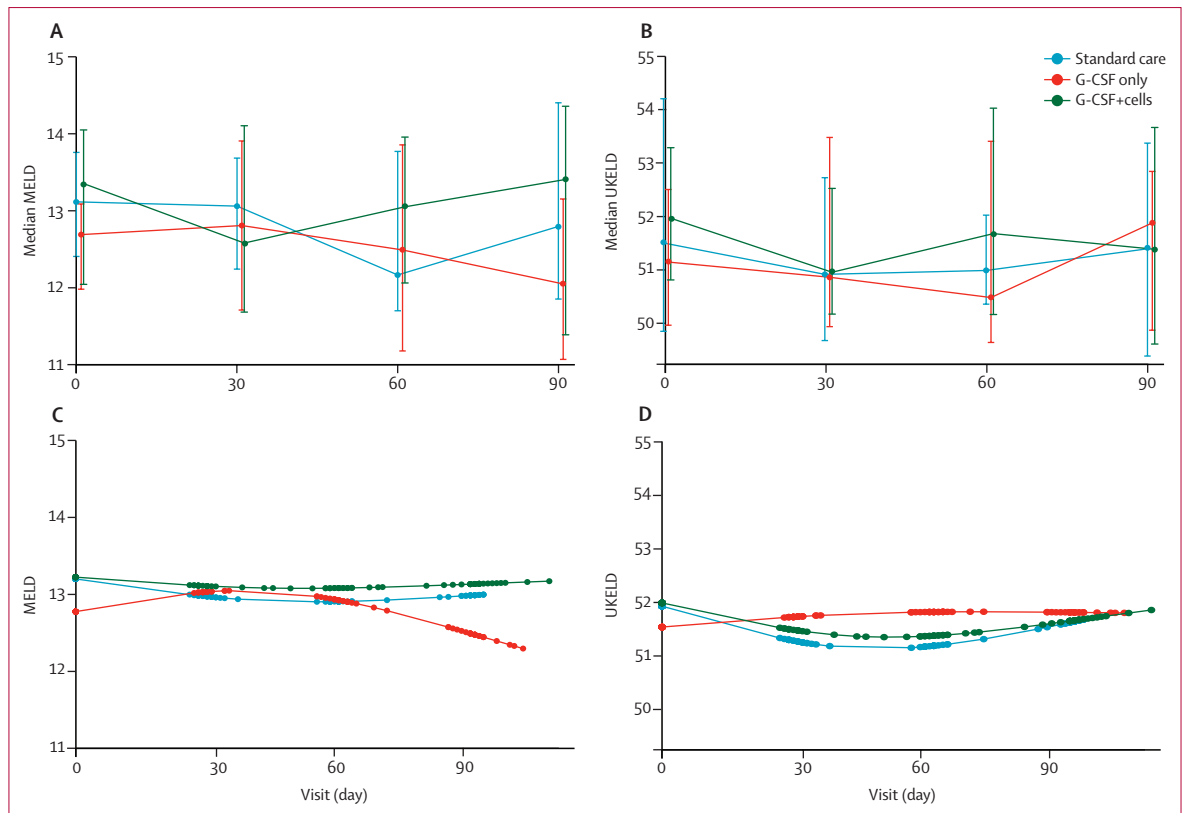 A
15
14
13
12
11
Median MELD
0
30
60
90
B
55
54
53
52
51
50
Median UKELD
0
30
60
90
Standard care
G-CSF only
G-CSF+cells
C
15
14
13
12
11
MELD
0
30
60
90
Visit (day)
D
55
54
53
52
51
50
UKELD
0
30
60
90
Visit (day)